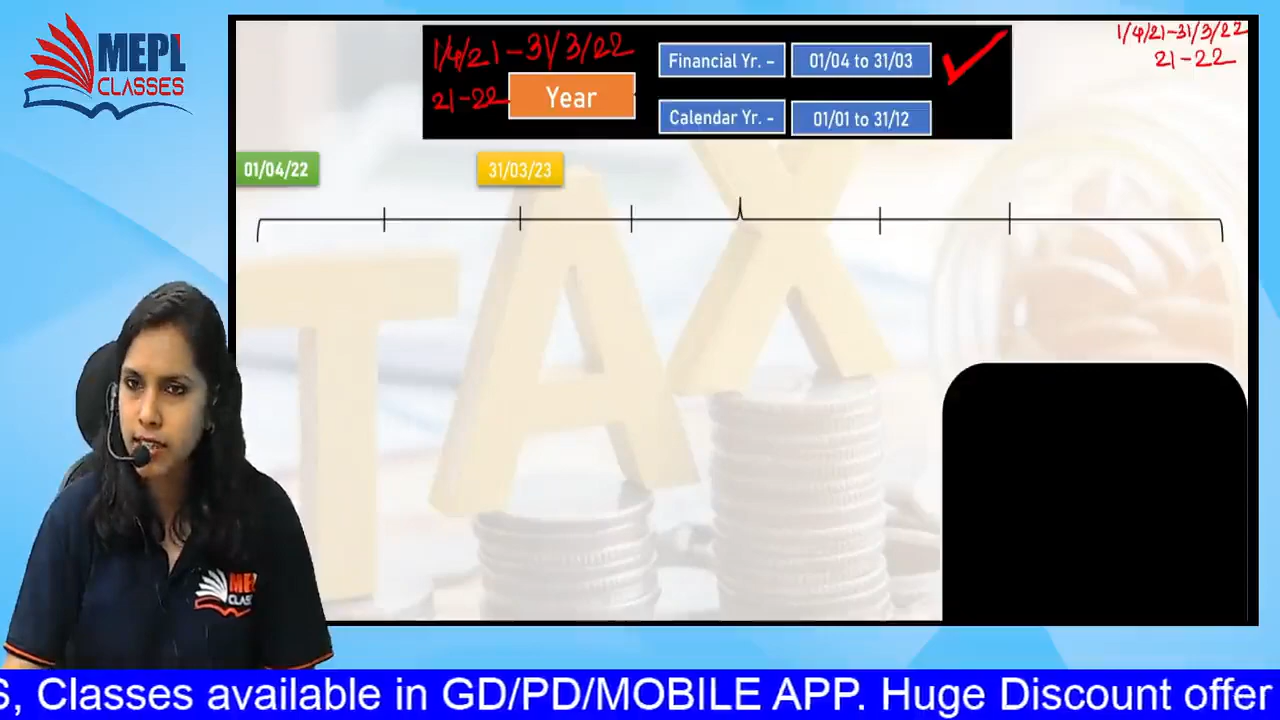 MEPL
CLASSES
1/4/21-31/3/22
21-22
Year
Financial Yr. -
01/04 to 31/03
Calendar Yr. -
01/01 to 31/12
1/4/21-31/3/22
21-22
01/04/22
31/03/23
TAX
MEPL
CLASS
S, Classes available in GD/PD/MOBILE APP. Huge Discount offer